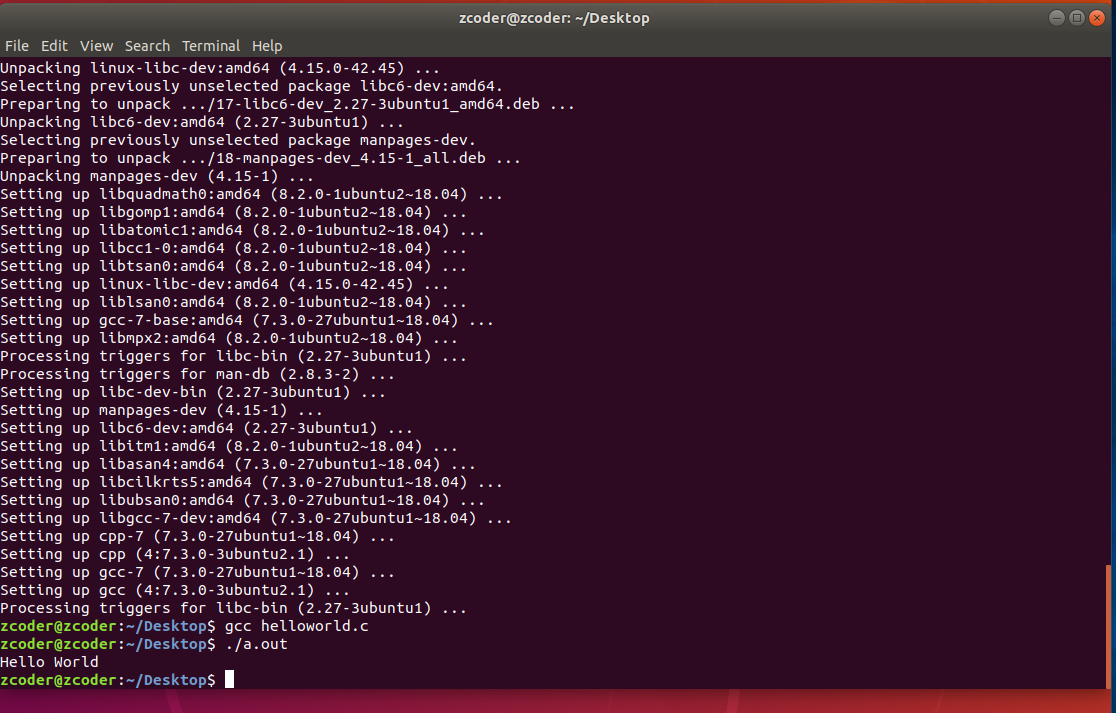 zcoder@zcoder: ~/Desktop
File Edit View Search Terminal Help
Unpacking linux-libc-dev:amd64 (4.15.0-42.45) ...
Selecting previously unselected package libc6-dev:amd64.
Preparing to unpack .../17-libc6-dev_2.27-3ubuntu1_amd64.deb ...
Unpacking libc6-dev:amd64 (2.27-3ubuntu1) ...
Selecting previously unselected package manpages-dev.
Preparing to unpack .../18-manpages-dev_4.15-1_all.deb ...
Unpacking manpages-dev (4.15-1) ...
Setting up libquadmath0:amd64 (8.2.0-1ubuntu2~18.04) ...
Setting up libgomp1:amd64 (8.2.0-1ubuntu2~18.04) ...
Setting up libatomic1:amd64 (8.2.0-1ubuntu2~18.04) ...
Setting up libcc1-0:amd64 (8.2.0-1ubuntu2~18.04) ...
Setting up libtsan0:amd64 (8.2.0-1ubuntu2~18.04) ...
Setting up linux-libc-dev:amd64 (4.15.0-42.45) ...
Setting up liblsan0:amd64 (8.2.0-1ubuntu2~18.04) ...
Setting up gcc-7-base:amd64 (7.3.0-27ubuntu1~18.04) ...
Setting up libmpx2:amd64 (8.2.0-1ubuntu2~18.04) ...
Processing triggers for libc-bin (2.27-3ubuntu1) ...
Processing triggers for man-db (2.8.3-2) ...
Setting up libc-dev-bin (2.27-3ubuntu1) ...
Setting up manpages-dev (4.15-1) ...
Setting up libc6-dev:amd64 (2.27-3ubuntu1) ...
Setting up libitm1:amd64 (8.2.0-1ubuntu2~18.04) ...
Setting up libasan4:amd64 (7.3.0-27ubuntu1~18.04) ...
Setting up libcilkrts5:amd64 (7.3.0-27ubuntu1~18.04) ...
Setting up libubsan0:amd64 (7.3.0-27ubuntu1~18.04) ...
Setting up libgcc-7-dev:amd64 (7.3.0-27ubuntu1~18.04) ...
Setting up cpp-7 (7.3.0-27ubuntu1~18.04) ...
Setting up cpp (4:7.3.0-3ubuntu2.1) ...
Setting up gcc-7 (7.3.0-27ubuntu1~18.04) ...
Setting up gcc (4:7.3.0-3ubuntu2.1) ...
Processing triggers for libc-bin (2.27-3ubuntu1) ...
zcoder@zcoder:~/Desktop$ gcc helloworld.c
zcoder@zcoder:~/Desktop$ ./a.out
Hello World
zcoder@zcoder:~/Desktop$